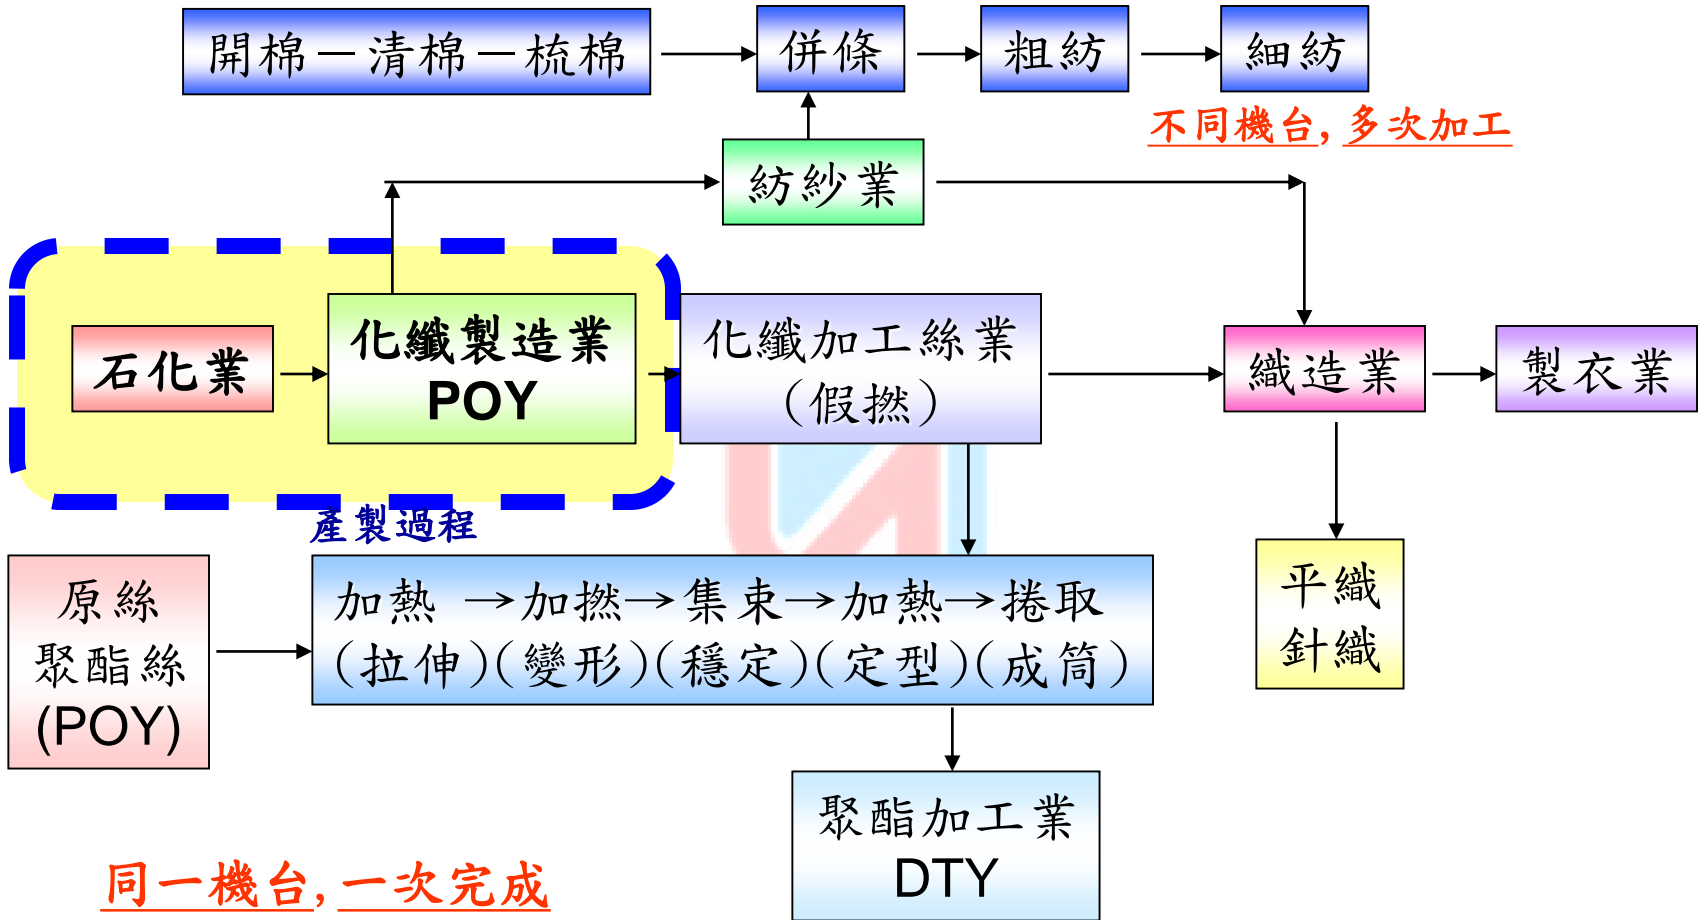 開棉－清棉－梳棉
併條
粗紡
細紡
不同機台,多次加工
紡紗業
石化業
化纖製造業
POY
化纖加工絲業
（假撚）
織造業
製衣業
產製過程
原絲
聚酯絲
(POY)
加熱 →加撚→集束→加熱→捲取
(拉伸)(變形)(穩定)(定型)(成筒)
平織
針織
聚酯加工業
DTY
同一機台,一次完成